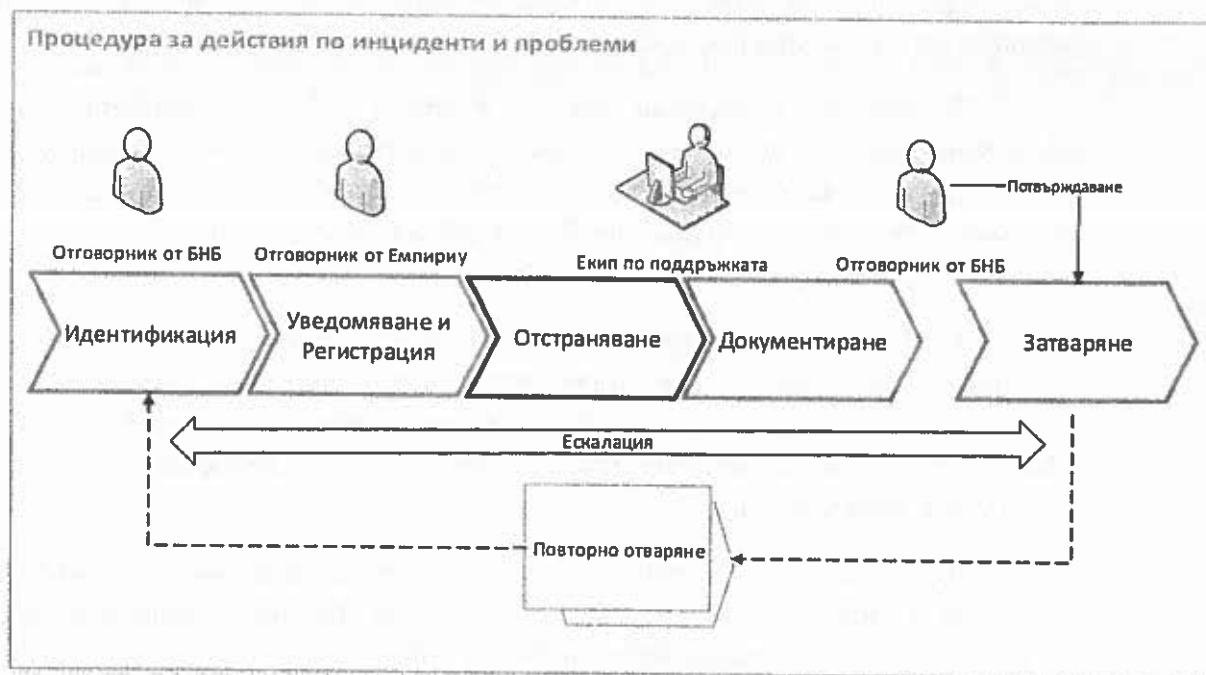 Процедура за действия по инциденти и проблеми
Потвърждаване
Отговорник от БНБ
Отговорник от Емпириу
Екип по поддръжката
Отговорник от БНБ
Идентификация
Уведомяване и
Регистрация
Отстраняване
Документиране
Затваряне
Ескалация
Повторно отваряне